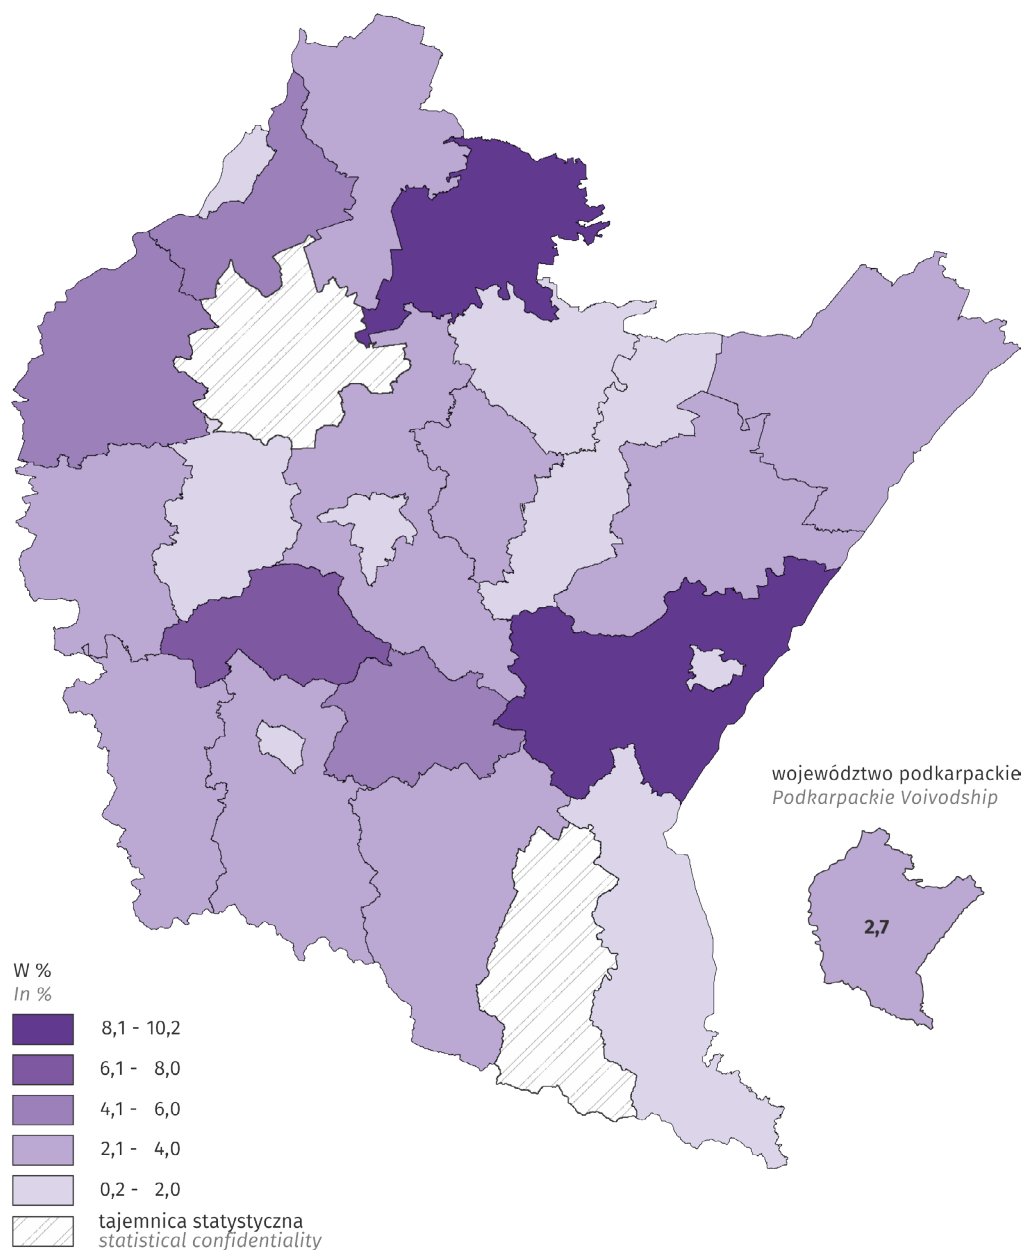 województwo podkarpackie
Podkarpackie Voivodship
2,7
W %
In %
8,1 - 10,2
6,1 - 8,0
4,1 - 6,0
2,1 - 4,0
0,2 - 2,0
tajemnica statystyczna
statistical confidentiality